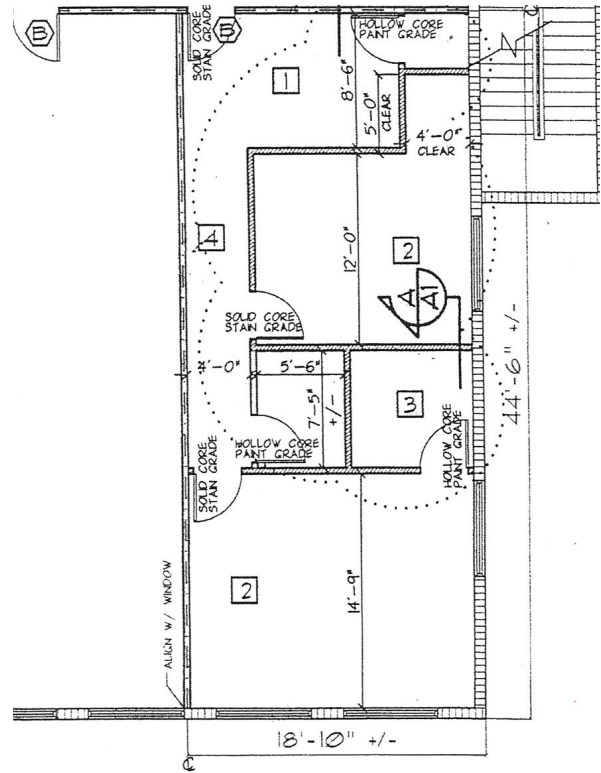 B
B
SOLID CORE
STAIN GRADE
HOLLOW CORE
PAINT GRADE
1
8'-6"
5'-0"
CLEAR
4'-0"
CLEAR
N
4
12'-0"
2
A
A1
SOLID CORE
STAIN GRADE
4'-0"
5'-6"
7'-5"
+/-
3
44'-6" +/-
HOLLOW CORE
PAINT GRADE
HOLLOW CORE
PAINT GRADE
SOLID CORE
STAIN GRADE
2
14'-9"
ALIGN W/ WINDOW
18'-10" +/-
℄